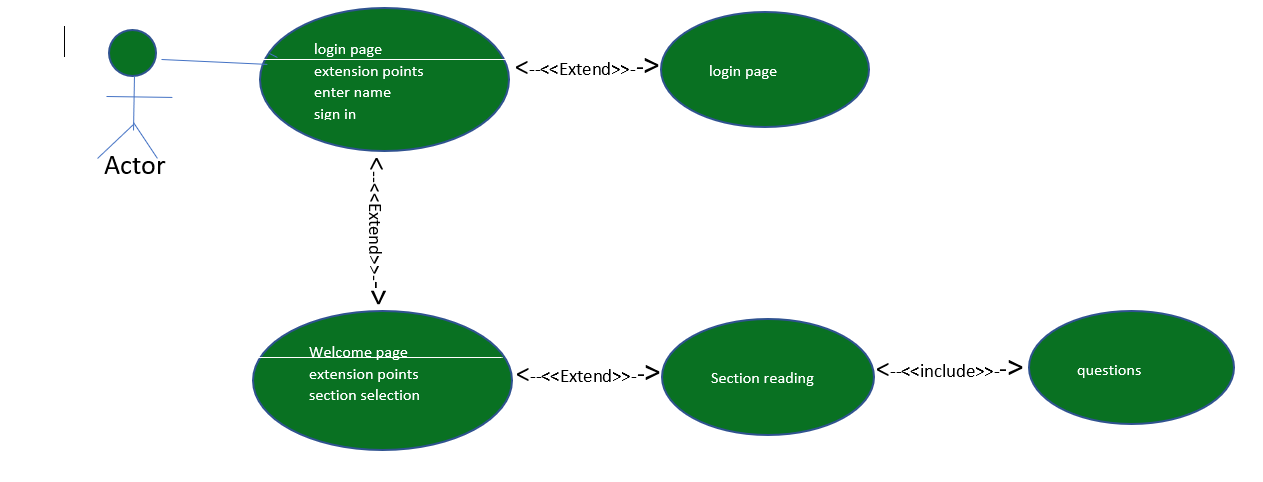 login page
extension points
enter name
sign in
<--<<Extend>>-->
login page
Actor
<--<<Extend>>-->
Welcome page
extension points
section selection
<--<<Extend>>-->
Section reading
<--<<include>>-->
questions